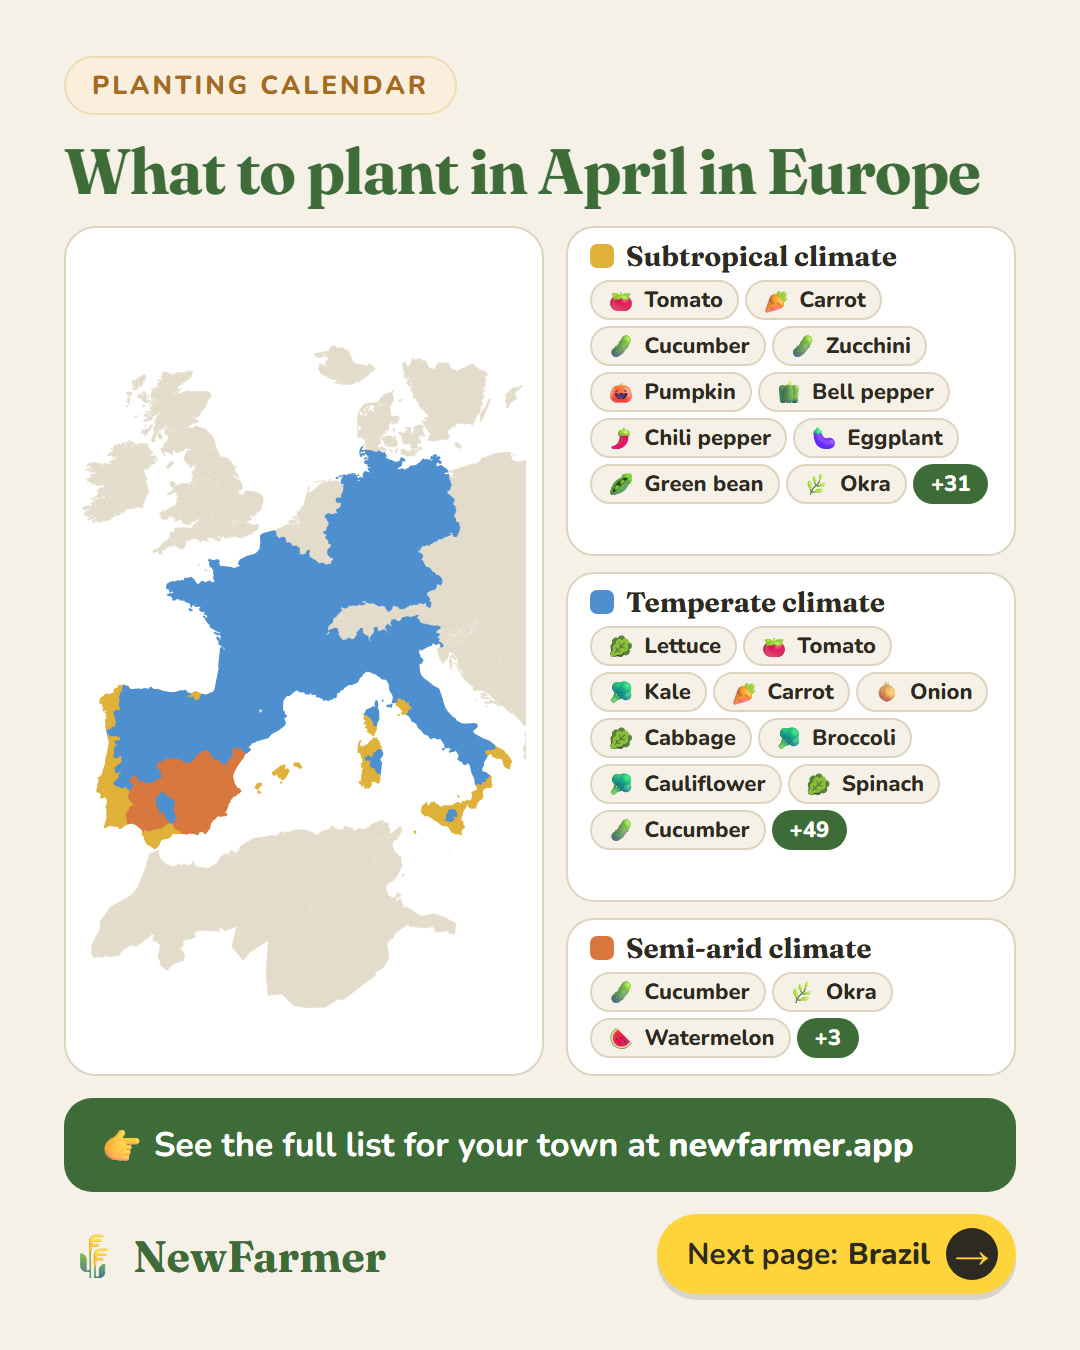 PLANTING CALENDAR
What to plant in April in Europe
Subtropical climate
Tomato Carrot
Cucumber Zucchini
Pumpkin Bell pepper
Chili pepper Eggplant
Green bean Okra +31
Temperate climate
Lettuce Tomato
Kale Carrot Onion
Cabbage Broccoli
Cauliflower Spinach
Cucumber +49
Semi-arid climate
Cucumber Okra
Watermelon +3
See the full list for your town at newfarmer.app
NewFarmer
Next page: Brazil →